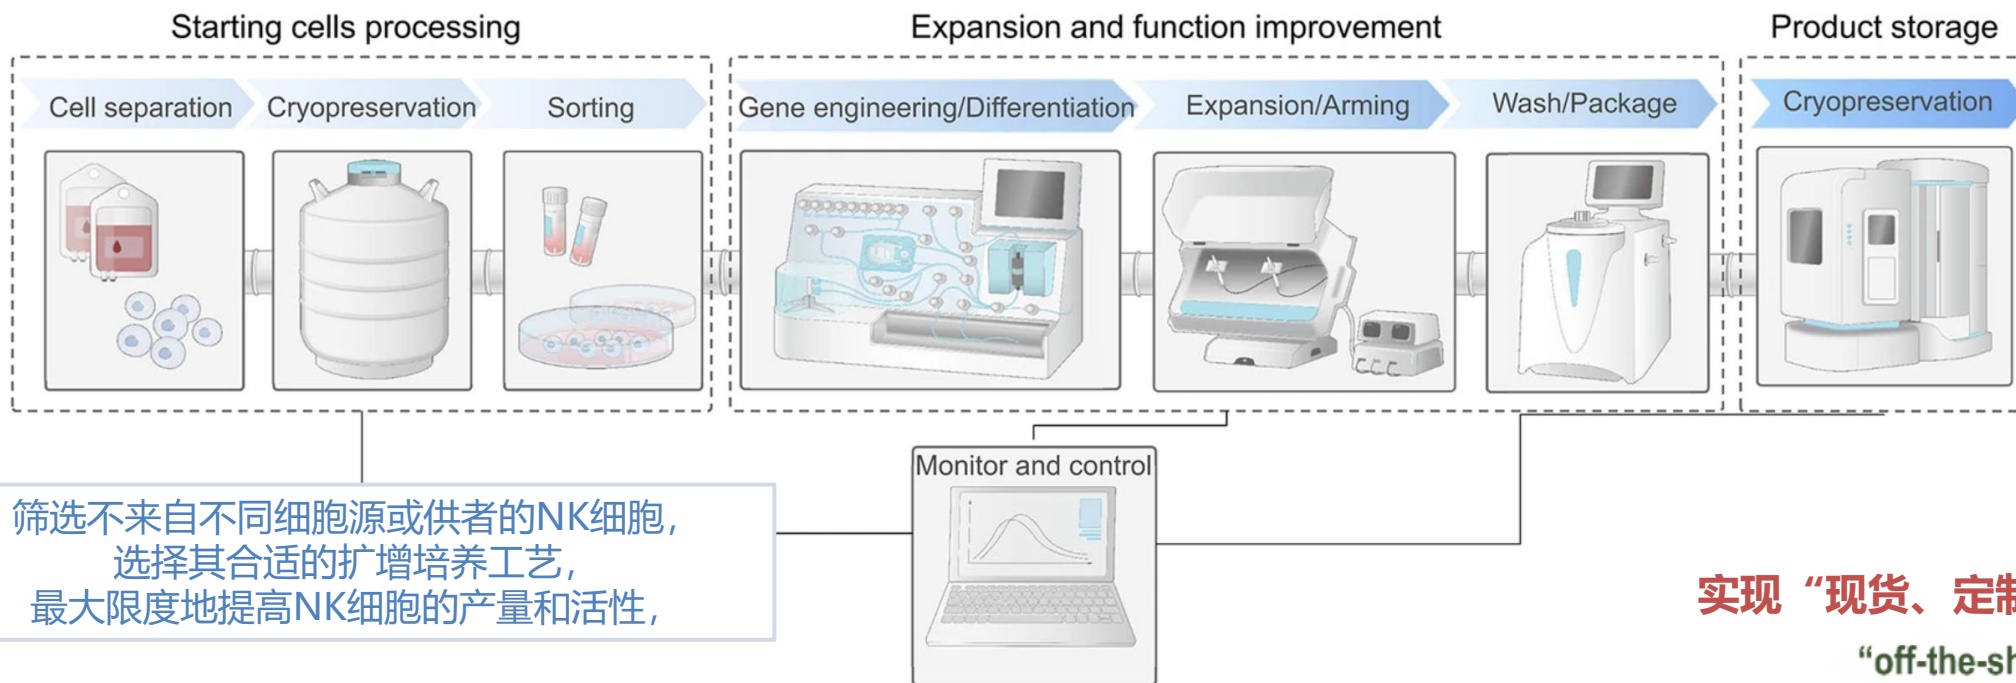 Starting cells processing
Expansion and function improvement
Product storage
Cell separation
Cryopreservation
Sorting
Gene engineering/Differentiation
Expansion/Arming
Wash/Package
Cryopreservation
Monitor and control
筛选不来自不同细胞源或供者的NK细胞，
选择其合适的扩增培养工艺，
最大限度地提高NK细胞的产量和活性，
实现“现货、定制
“off-the-sh